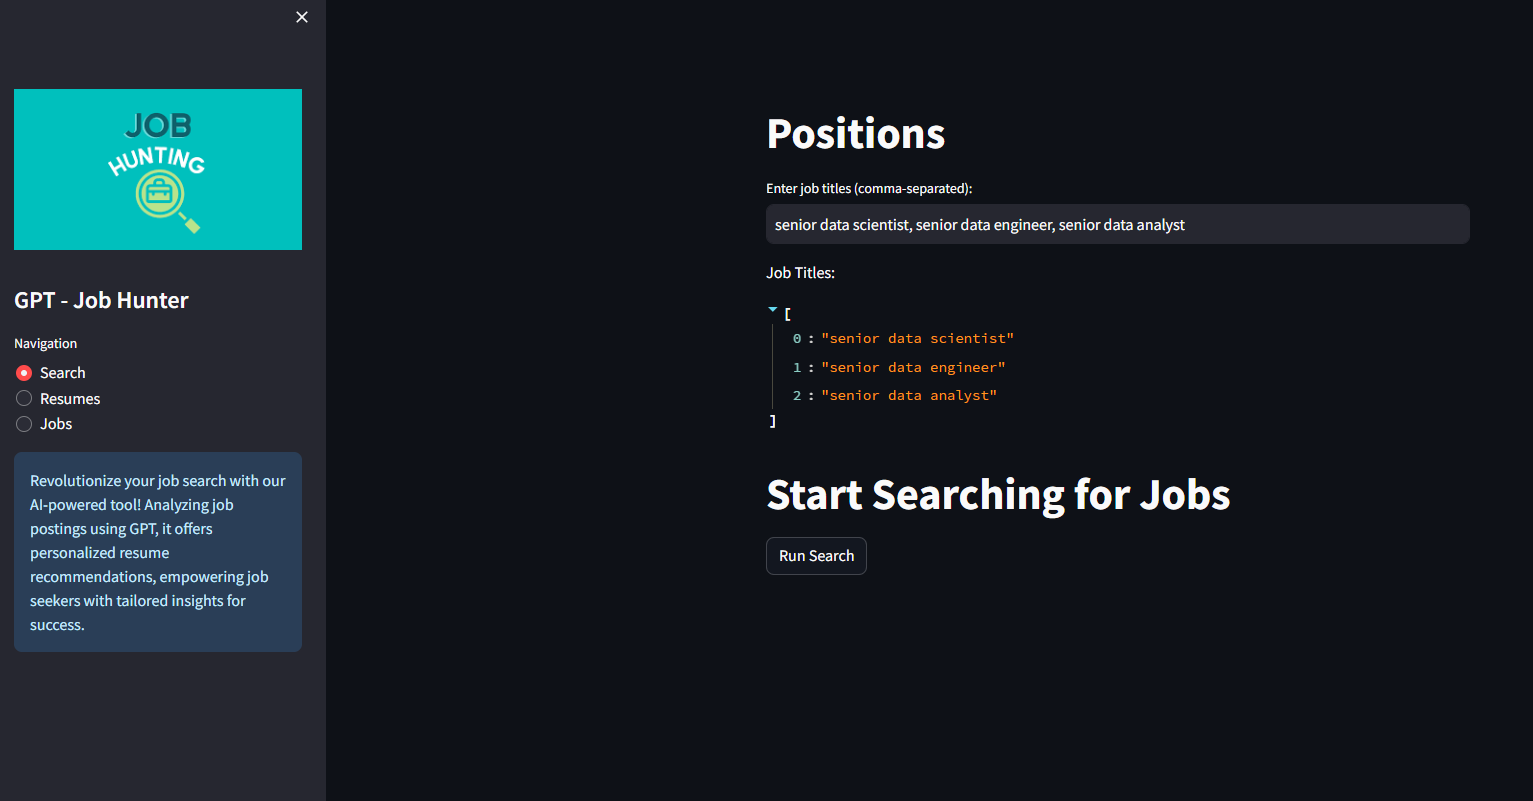 JOB
HUNTING
GPT - Job Hunter
Navigation
Search
Resumes
Jobs
Revolutionize your job search with our
AI-powered tool! Analyzing job
postings using GPT, it offers
personalized resume
recommendations, empowering job
seekers with tailored insights for
success.
Positions
Enter job titles (comma-separated):
senior data scientist, senior data engineer, senior data analyst
Job Titles:
[
0 : "senior data scientist"
1 : "senior data engineer"
2 : "senior data analyst"
]
Start Searching for Jobs
Run Search